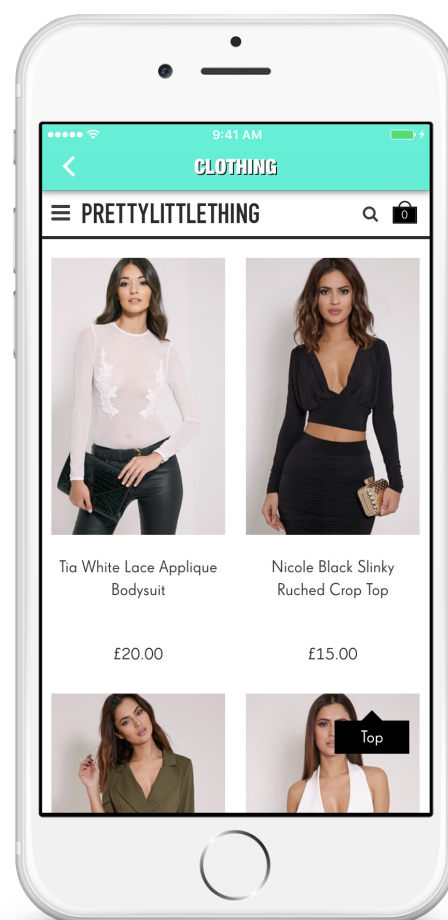 9:41 AM
CLOTHING
PRETTYLITTLETHING
0
Tia White Lace Applique
Bodysuit
Nicole Black Slinky
Ruched Crop Top
£20.00
£15.00
Top